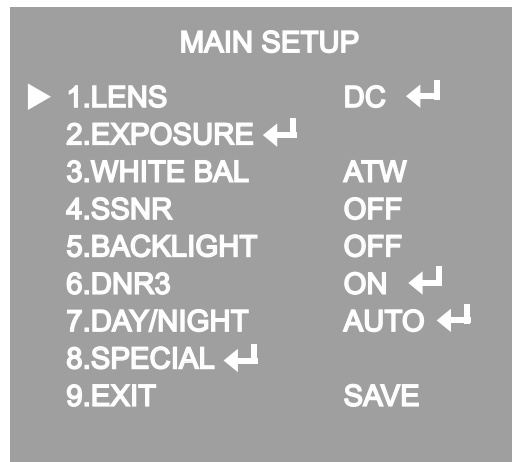 MAIN SETUP
1.LENS DC
2.EXPOSURE
3.WHITE BAL ATW
4.SSNR OFF
5.BACKLIGHT OFF
6.DNR3 ON
7.DAY/NIGHT AUTO
8.SPECIAL
9.EXIT SAVE